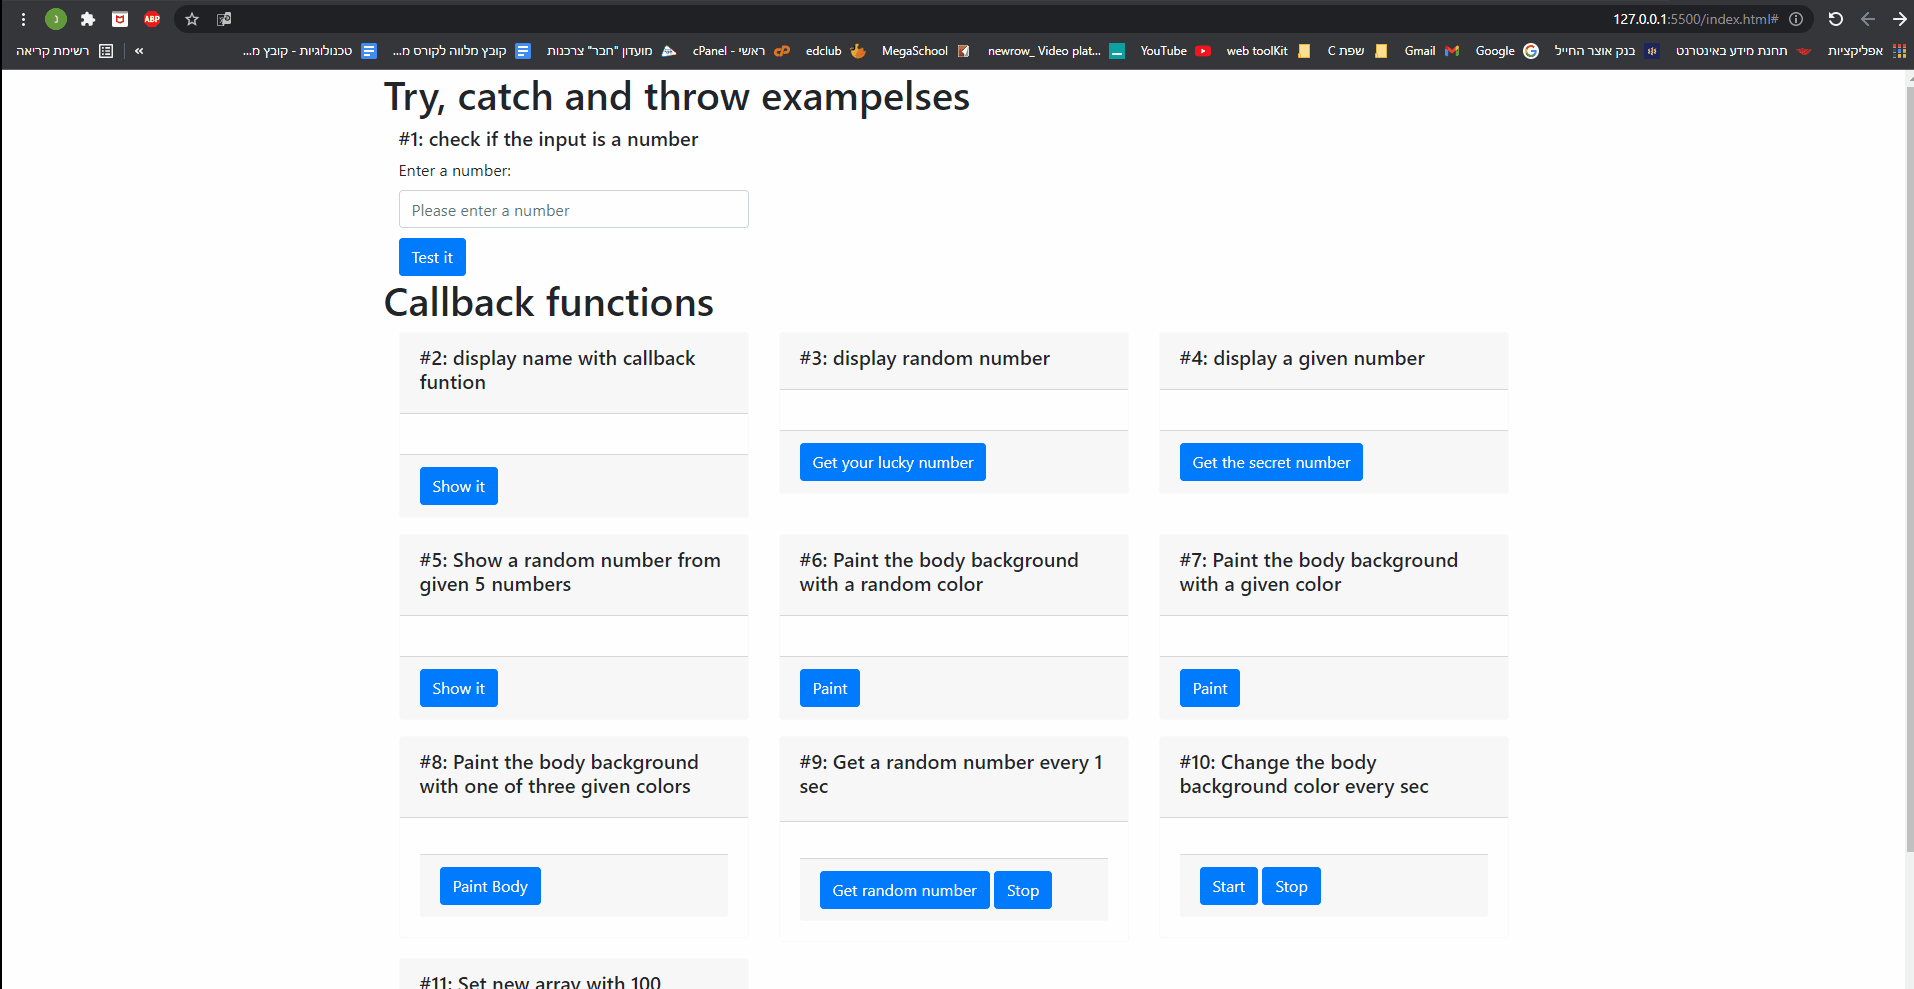 127.0.0.1:5500/index.html#
נ
ABP
אפליקציות
תחנת מידע באינטרנט
בנק אוצר החייל
Google
Gmail
שפת C
web toolKit
YouTube
newrow_ Video plat...
MegaSchool
edclub
cPanel - ראשי
מועדון "חבר" צרכנות
קובץ מלווה לקורס מ...
טכנולוגיות - קובץ מ...
»
רשימת קריאה
Try, catch and throw exampelses
#1: check if the input is a number
Enter a number:
Please enter a number
Test it
Callback functions
#2: display name with callback
funtion
Show it
#3: display random number
Get your lucky number
#4: display a given number
Get the secret number
#5: Show a random number from
given 5 numbers
Show it
#6: Paint the body background
with a random color
Paint
#7: Paint the body background
with a given color
Paint
#8: Paint the body background
with one of three given colors
Paint Body
#9: Get a random number every 1
sec
Get random number
Stop
#10: Change the body
background color every sec
Start
Stop
#11: Set new array with 100